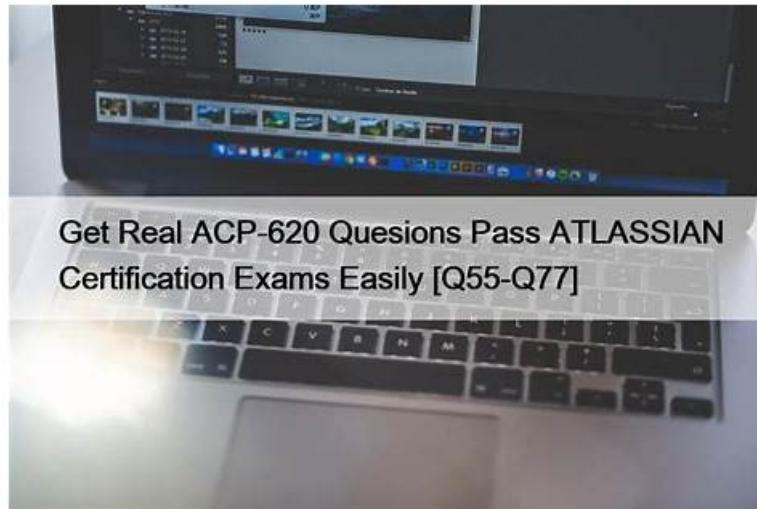 Get Real ACP-620 Quesions Pass ATLASSIAN
Certification Exams Easily [Q55-Q77]